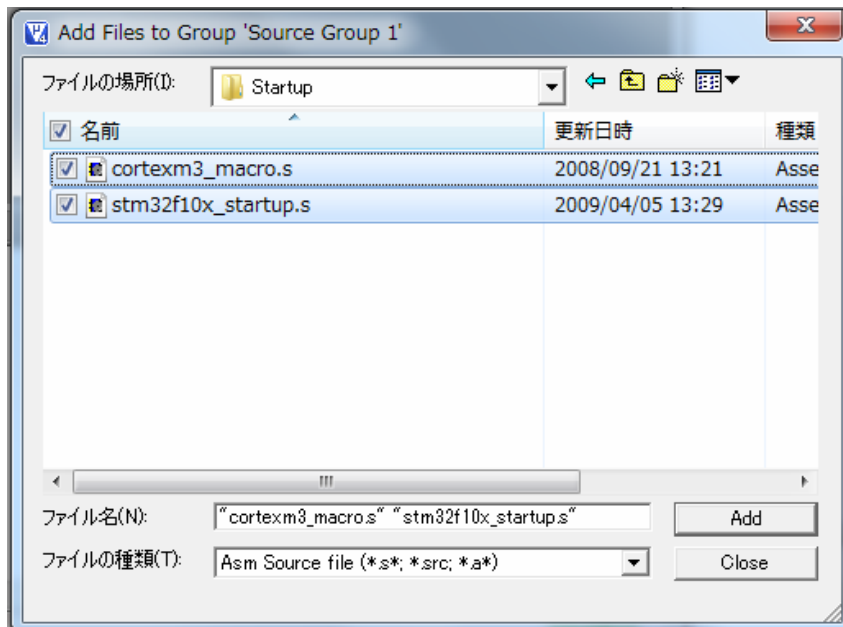 Add Files to Group 'Source Group 1'
ファイルの場所(I): Startup
名前 更新日時 種類
cortexm3_macro.s 2008/09/21 13:21 Asse
stm32f10x_startup.s 2009/04/05 13:29 Asse
ファイル名(N): "cortexm3_macro.s" "stm32f10x_startup.s" Add
ファイルの種類(T): Asm Source file (*.s*; *.src; *.a*) Close